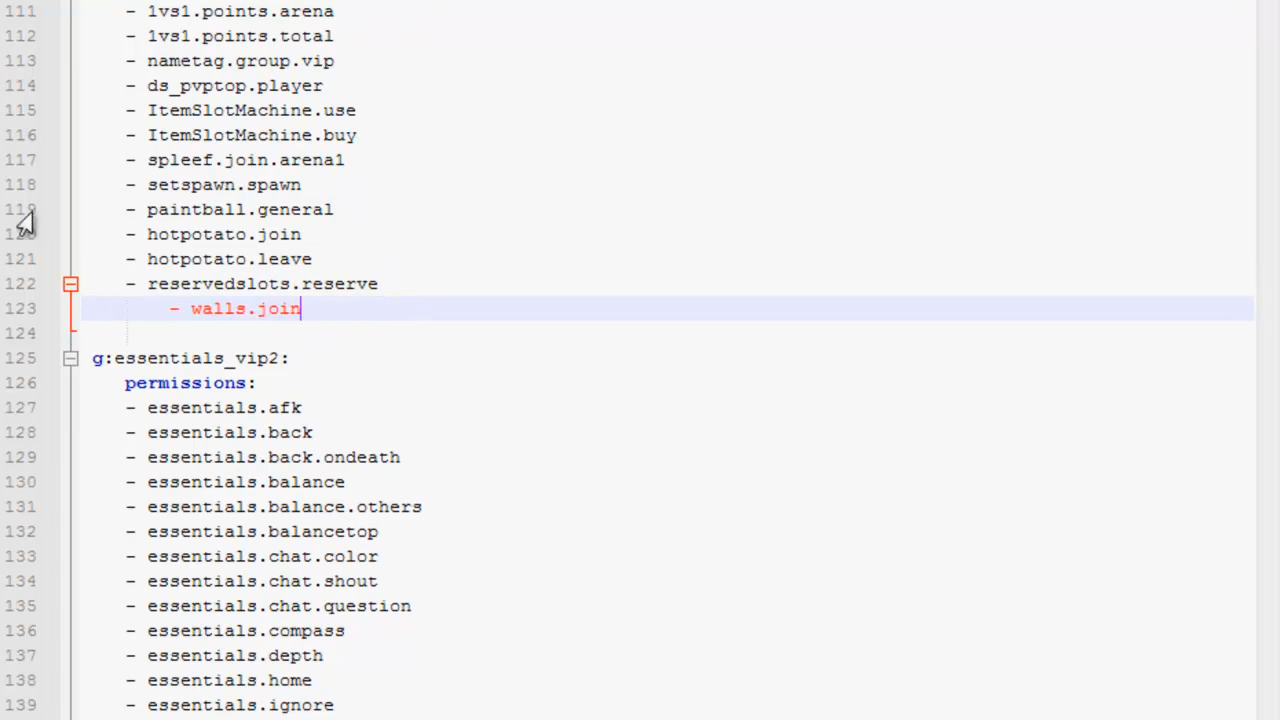 111 - 1vs1.points.arena
112 - 1vs1.points.total
113 - nametag.group.vip
114 - ds_pvptop.player
115 - ItemSlotMachine.use
116 - ItemSlotMachine.buy
117 - spleef.join.arena1
118 - setspawn.spawn
119 - paintball.general
120 - hotpotato.join
121 - hotpotato.leave
122 - reservedslots.reserve
123 - walls.join
124
125 g:essentials_vip2:
126 permissions:
127 - essentials.afk
128 - essentials.back
129 - essentials.back.ondeath
130 - essentials.balance
131 - essentials.balance.others
132 - essentials.balancetop
133 - essentials.chat.color
134 - essentials.chat.shout
135 - essentials.chat.question
136 - essentials.compass
137 - essentials.depth
138 - essentials.home
139 - essentials.ignore